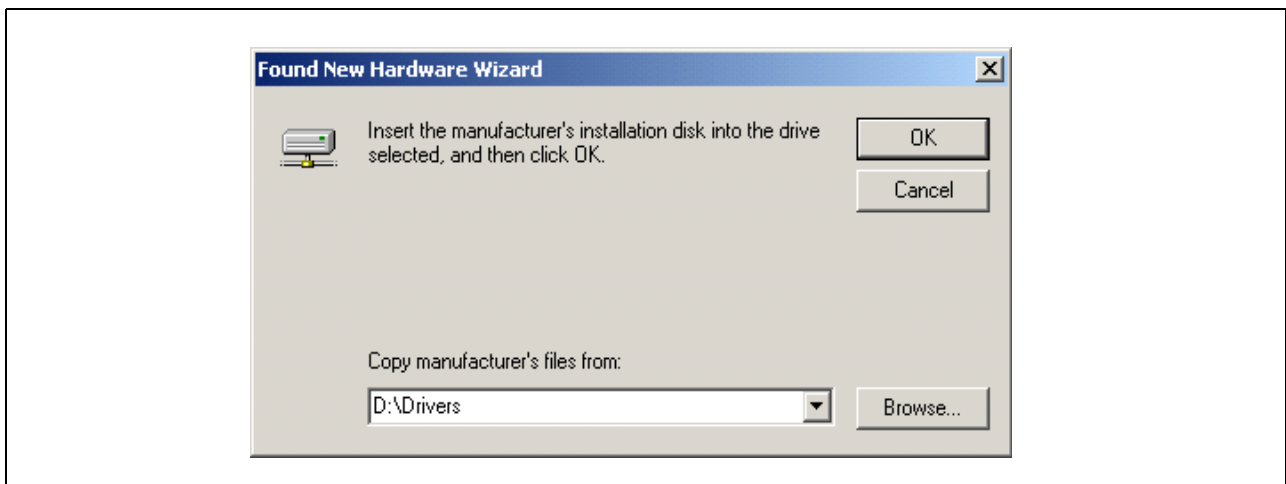 Found New Hardware Wizard
Insert the manufacturer's installation disk into the drive
selected, and then click OK.
OK
Cancel
Copy manufacturer's files from:
D:\Drivers
Browse...